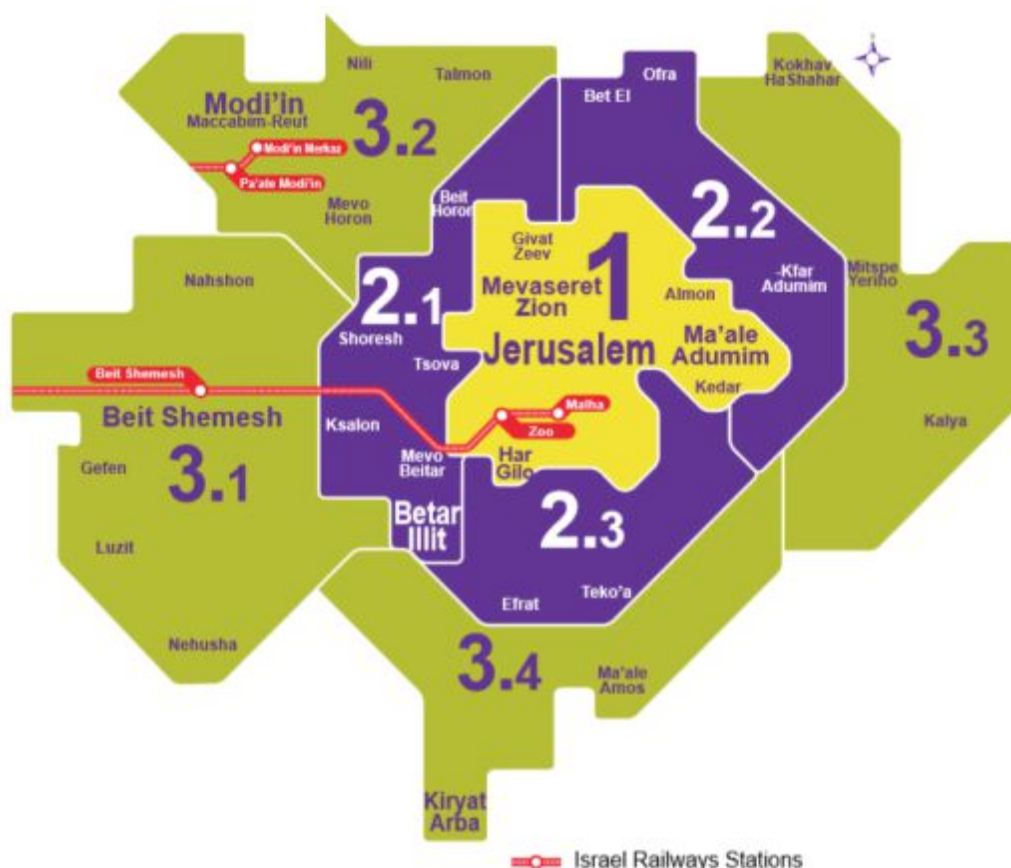 Nili
Talmon
Modi'in
Maccabim-Reut
3.2
Modi'in Merkaz
Pa'ate Modi'in
Mevo
Horon
Beit
Horon
Ofra
Bet El
Kokhav
HaShahar
2.2
-Kfar
Adumim
Mitspe
Yeriho
3.3
Kalya
Givat
Zeev
1
Mevaseret
Zion
Almon
Jerusalem
Ma'ale
Adumim
Kedar
Malha
Zoo
Har
Gilo
2.1
Shoresh
Tsova
Ksalon
Mevo
Beitar
Betar
Illit
Nahshon
Beit Shemesh
Beit Shemesh
Gefen
3.1
Luzit
Nehusha
2.3
Efrat
Teko'a
3.4
Ma'ale
Amos
Kiryat
Arba
Israel Railways Stations